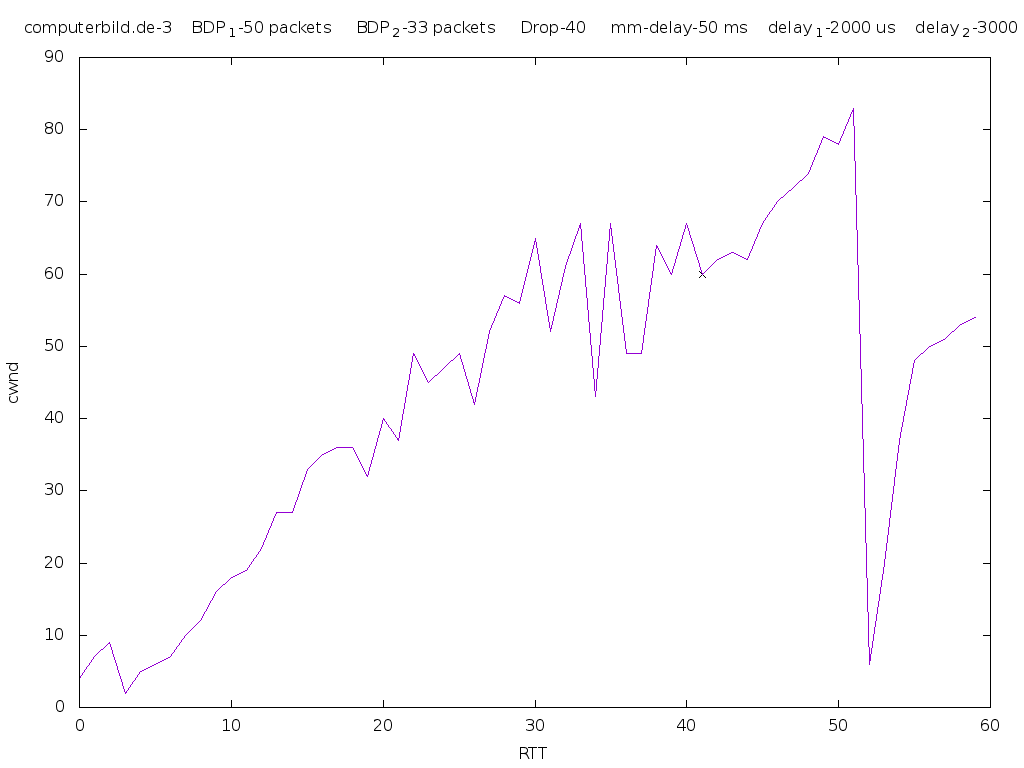 computerbild.de-3 BDP1-50 packets BDP2-33 packets Drop-40 mm-delay-50 ms delay1-2000 us delay2-3000
90
80
70
60
50
40
30
20
10
0
cwnd
0 10 20 30 40 50 60
RTT